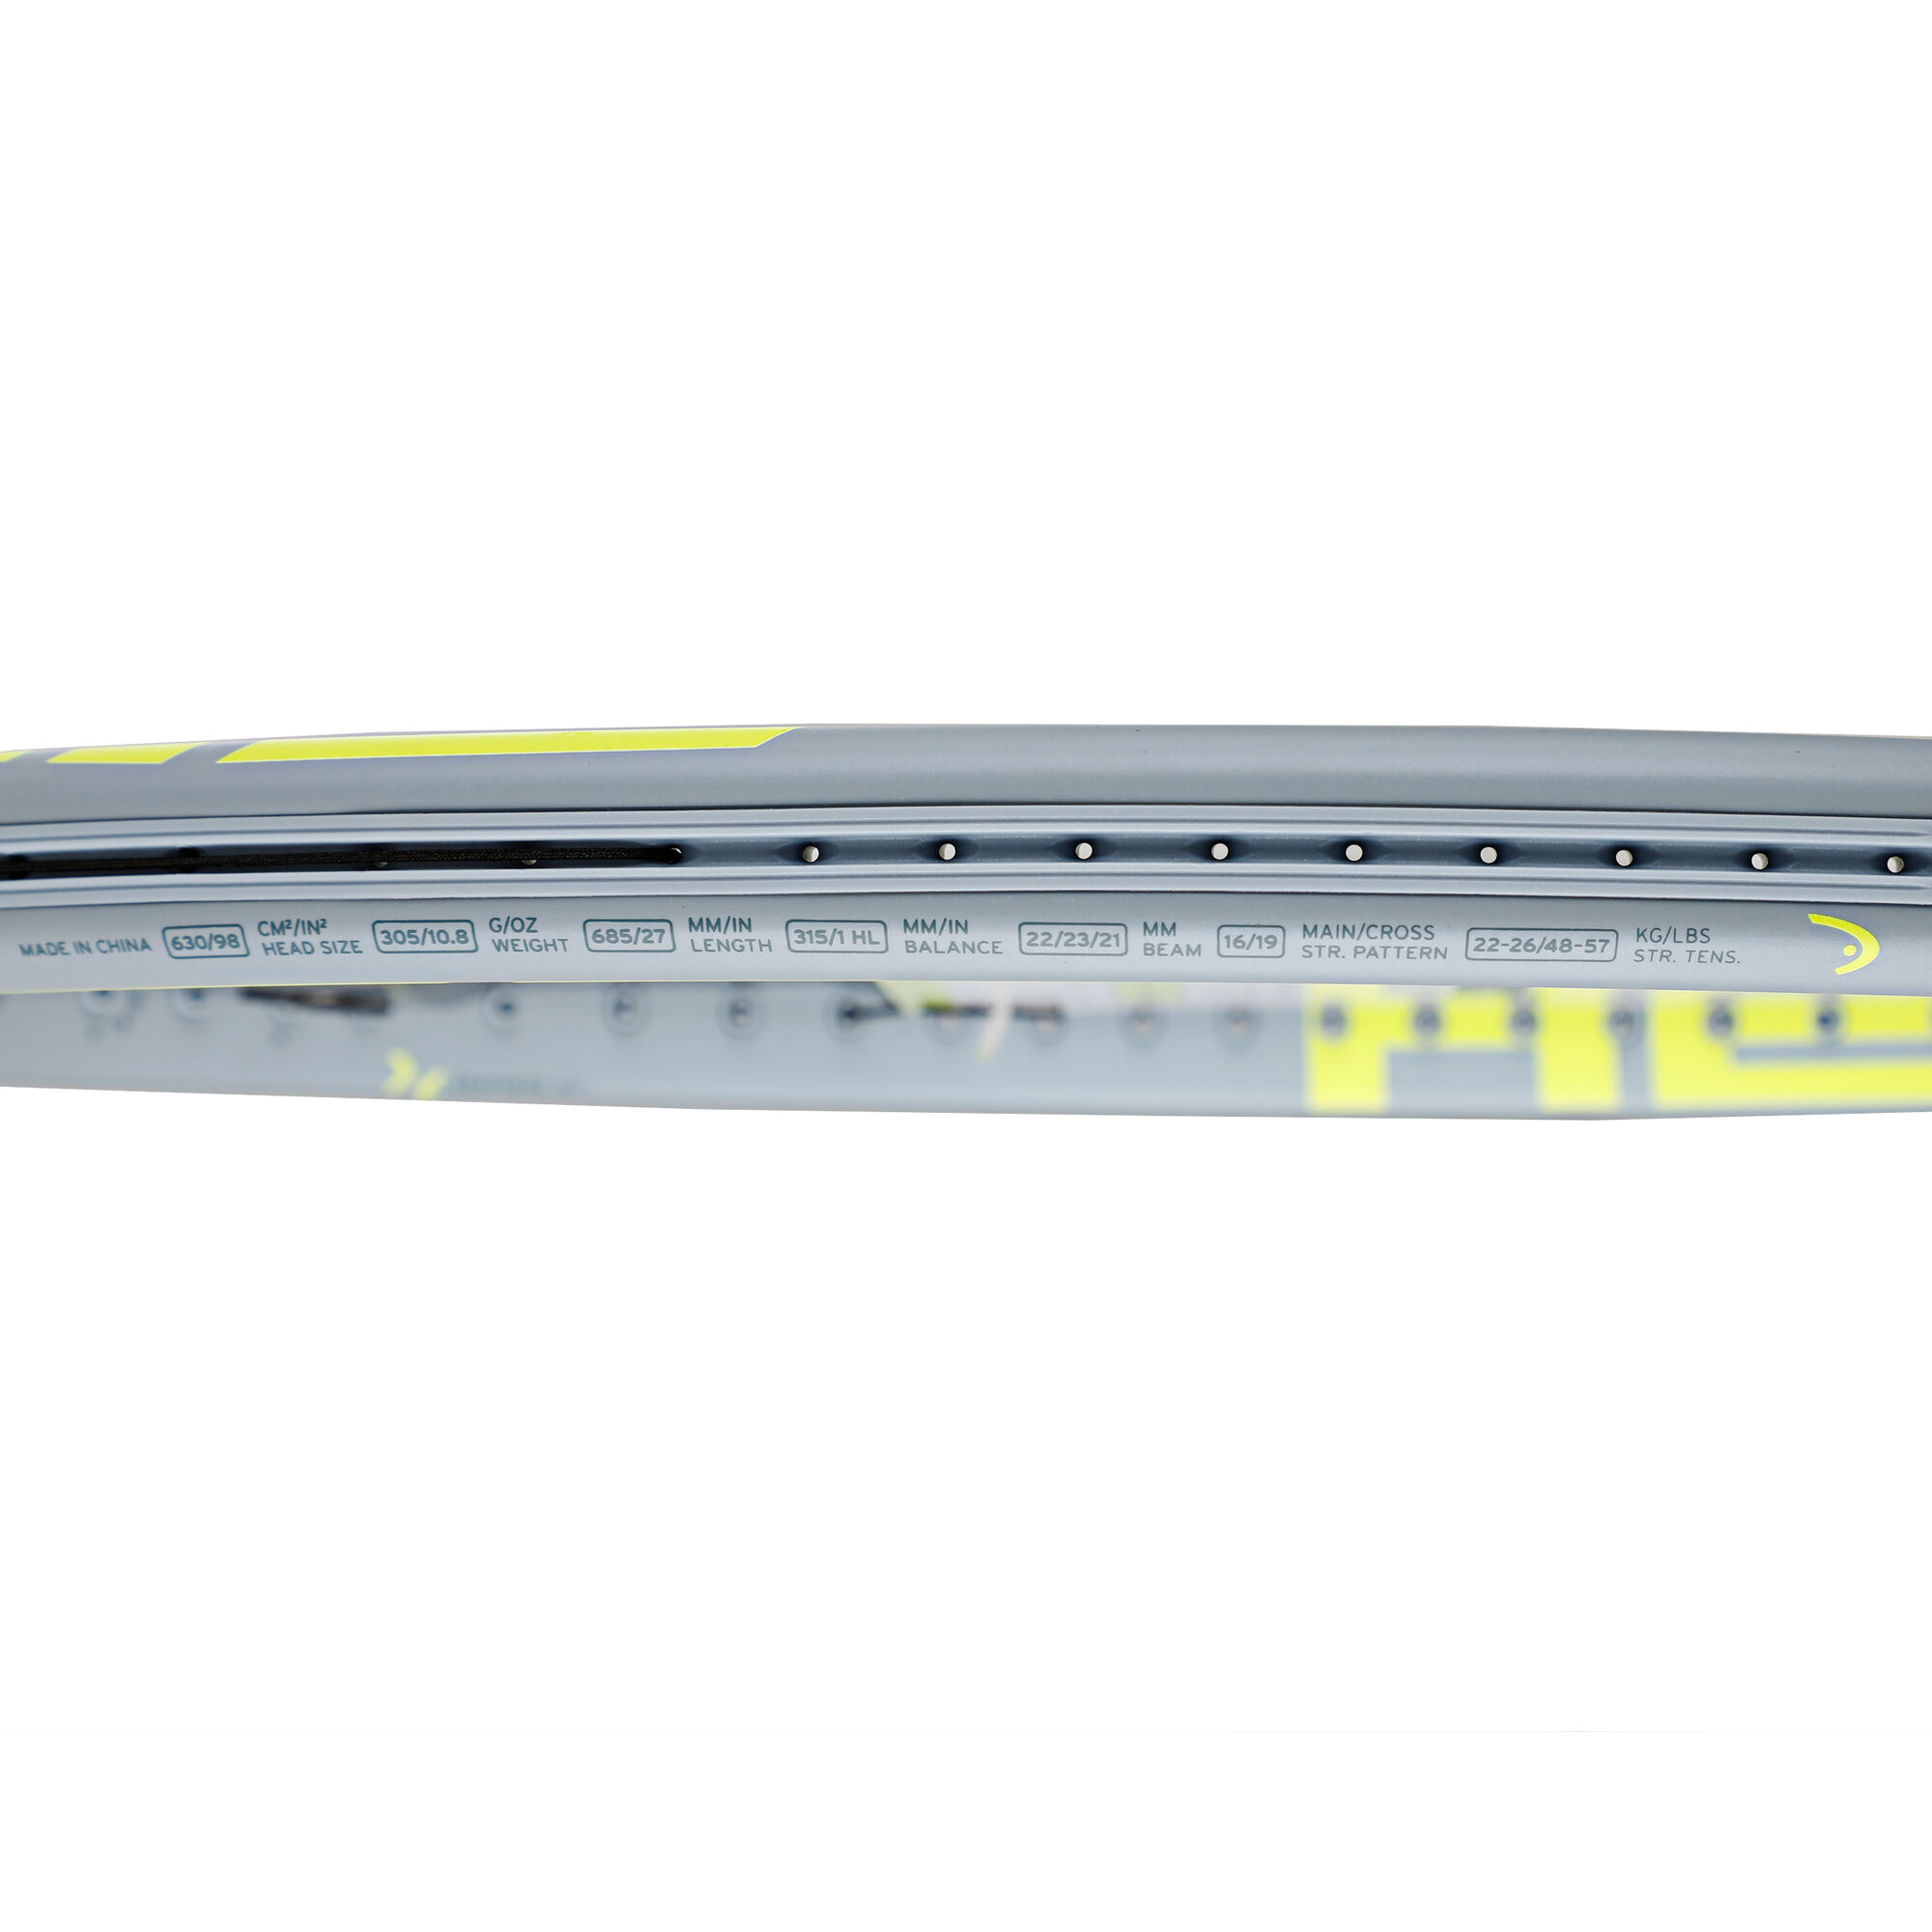 MADE IN CHINA
630/98
CM²/IN²
HEAD SIZE
305/10.8
G/OZ
WEIGHT
685/27
MM/IN
LENGTH
315/1 HL
MM/IN
BALANCE
22/23/21
MM
BEAM
16/19
MAIN/CROSS
STR. PATTERN
22-26/48-57
KG/LBS
STR. TENS.